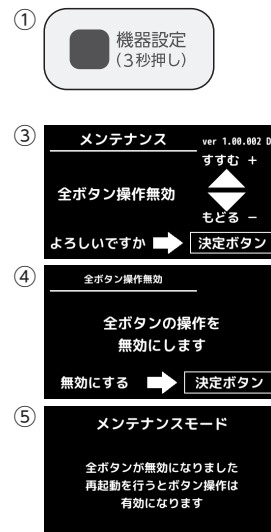 ①
機器設定
(3秒押し)
③
メンテナンス ver 1.00.002 D
すすむ +
全ボタン操作無効
もどる −
よろしいですか 決定ボタン
④
全ボタン操作無効
全ボタンの操作を
無効にします
無効にする 決定ボタン
⑤
メンテナンスモード
全ボタンが無効になりました
再起動を行うとボタン操作は
有効になります